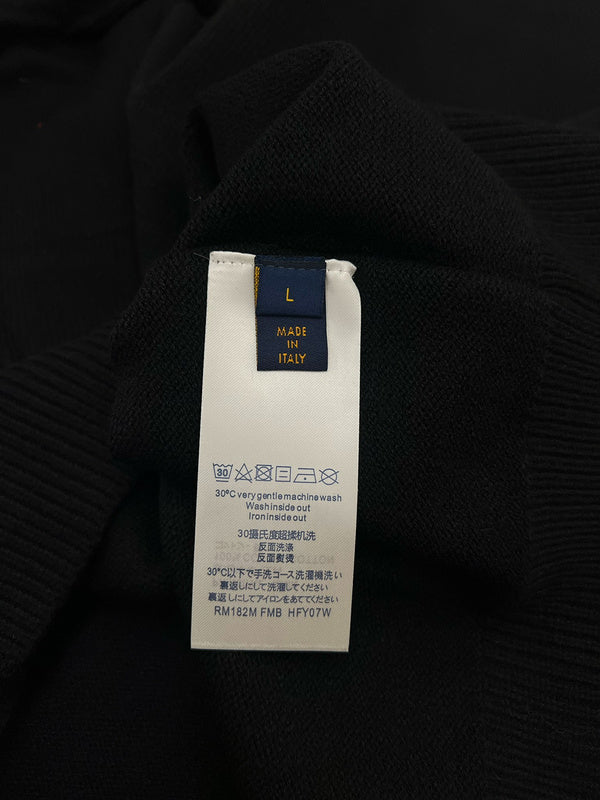 L
MADE
IN
ITALY
30
30°C very gentle machine wash
Wash inside out
Iron inside out
30摄氏度超揉机洗
反面洗涤
反面熨烫
30°C以下で手洗コース洗濯機洗い
裏返しにして洗濯してください
裏返しにしてアイロンをあててください
RM182M FMB HFY07W